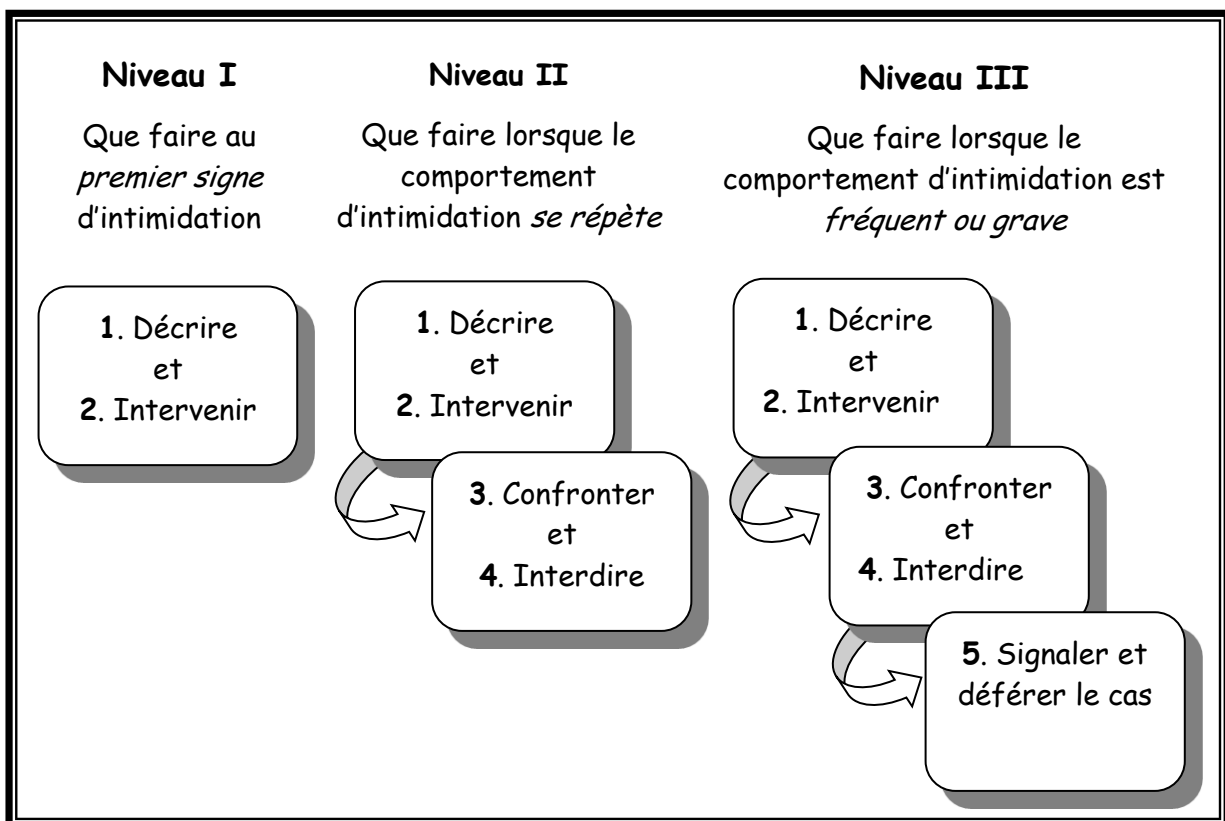 Niveau I
Que faire au
premier signe
d'intimidation
1. Décrire
et
2. Intervenir
Niveau II
Que faire lorsque le
comportement
d'intimidation se répète
1. Décrire
et
2. Intervenir
3. Confronter
et
4. Interdire
Niveau III
Que faire lorsque le
comportement d'intimidation est
fréquent ou grave
1. Décrire
et
2. Intervenir
3. Confronter
et
4. Interdire
5. Signaler et
déférer le cas